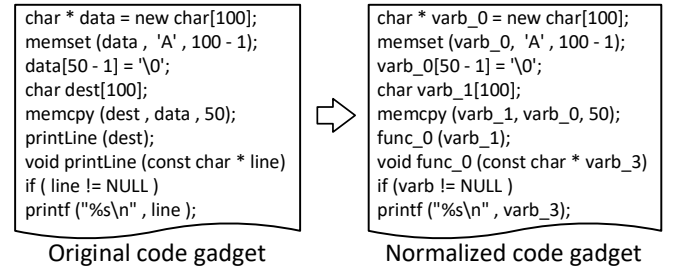 char * data = new char[100];
memset (data , 'A' , 100 - 1);
data[50 - 1] = '\0';
char dest[100];
memcpy (dest , data , 50);
printLine (dest);
void printLine (const char * line)
if ( line != NULL )
printf ("%s\n" , line );
Original code gadget
char * varb_0 = new char[100];
memset (varb_0, 'A' , 100 - 1);
varb_0[50 - 1] = '\0';
char varb_1[100];
memcpy (varb_1, varb_0, 50);
func_0 (varb_1);
void func_0 (const char * varb_3)
if (varb != NULL )
printf ("%s\n" , varb_3);
Normalized code gadget